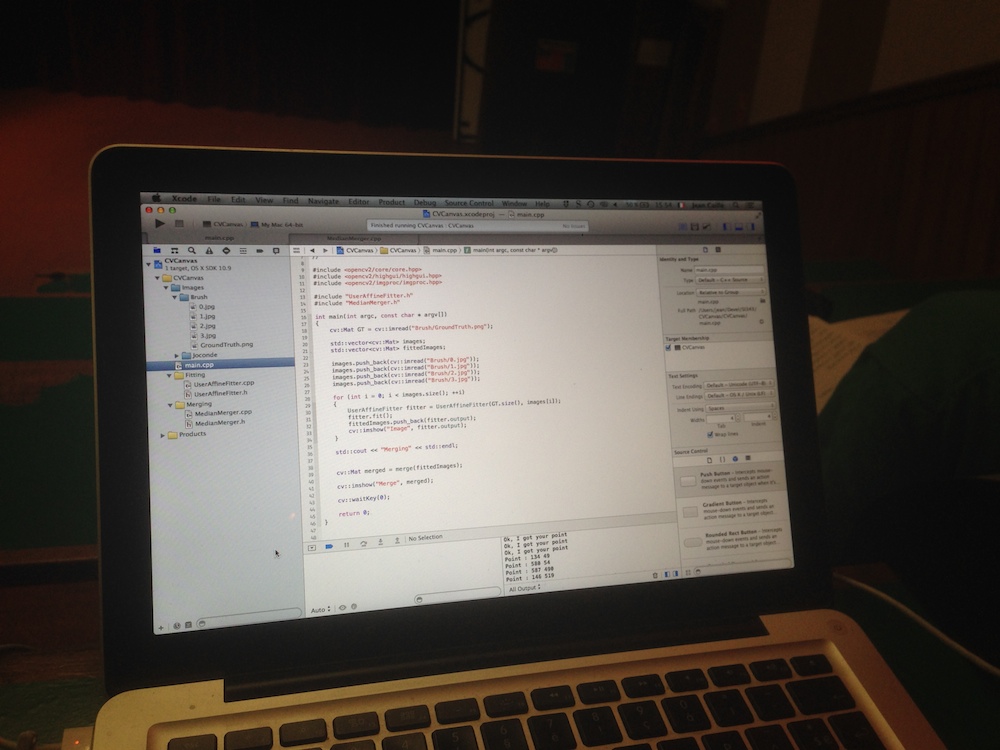 Xcode File Edit View Find Navigate Editor Product Debug Source Control Window Help
CVCanvas.xcodeproj — main.cpp
CVCanvas My Mac 64-bit
Finished running CVCanvas : CVCanvas
No Issues
main.cpp
MedianMerger.cpp
CVCanvas CVCanvas main.cpp main(int argc, const char * argv[])
CVCanvas
1 target, OS X SDK 10.9
CVCanvas
Images
Brush
0.jpg
1.jpg
2.jpg
3.jpg
GroundTruth.png
Joconde
main.cpp
Fitting
UserAffineFitter.cpp
UserAffineFitter.h
Merging
MedianMerger.cpp
MedianMerger.h
Products
#include <opencv2/core/core.hpp>
#include <opencv2/highgui/highgui.hpp>
#include <opencv2/imgproc/imgproc.hpp>
#include "UserAffineFitter.h"
#include "MedianMerger.h"
int main(int argc, const char * argv[])
{
cv::Mat GT = cv::imread("Brush/GroundTruth.png");
std::vector<cv::Mat> images;
std::vector<cv::Mat> fittedImages;
images.push_back(cv::imread("Brush/0.jpg"));
images.push_back(cv::imread("Brush/1.jpg"));
images.push_back(cv::imread("Brush/2.jpg"));
images.push_back(cv::imread("Brush/3.jpg"));
for (int i = 0; i < images.size(); ++i)
{
UserAffineFitter fitter = UserAffineFitter(GT.size(), images[i]);
fitter.fit();
fittedImages.push_back(fitter.output);
cv::imshow("Image", fitter.output);
}
std::cout << "Merging" << std::endl;
cv::Mat merged = merge(fittedImages);
cv::imshow("Merge", merged);
cv::waitKey(0);
return 0;
}
No Selection
Ok, I got your point
Ok, I got your point
Ok, I got your point
Point : 134 49
Point : 580 54
Point : 587 490
Point : 146 519
Auto
All Output
Identity and Type
Name main.cpp
Type Default - C++ Source
Location Relative to Group
main.cpp
Full Path
CVCanvas/CVCanvas/
main.cpp
Target Membership
CVCanvas
Text Settings
Text Encoding Default - Unicode (UTF-8)
Line Endings Default - OS X / Unix (LF)
Indent Using Spaces
Widths
Tab Indent
Wrap lines
Source Control
Push Button - Intercepts mouse-
down events and sends an action
message to a target object when it's...
Gradient Button - Intercepts
mouse-down events and sends an
action message to a target object...
Rounded Rect Button - Intercepts
mouse-down events and sends an
action message to a target object...